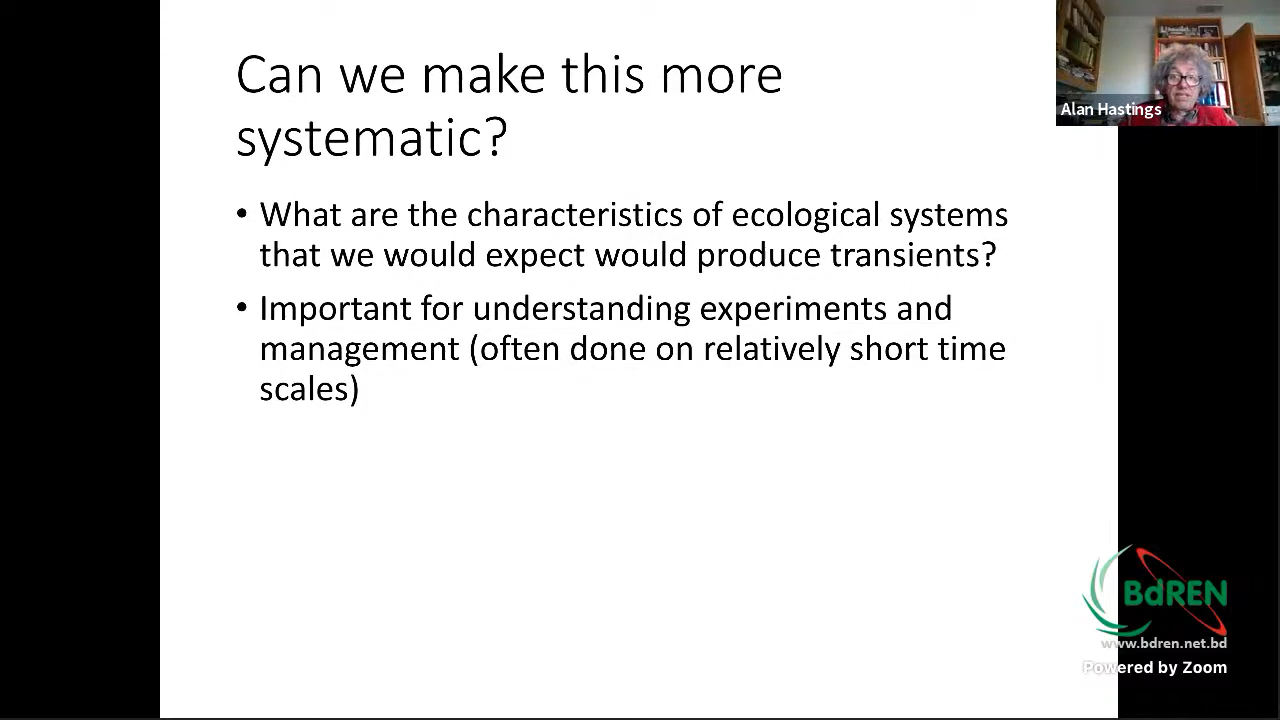 Can we make this more
systematic?
• What are the characteristics of ecological systems
that we would expect would produce transients?
• Important for understanding experiments and
management (often done on relatively short time
scales)
Alan Hastings
BdREN
www.bdren.net.bd
Powered by Zoom